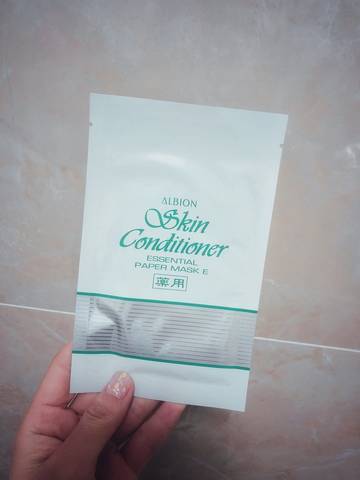 ALBION
Skin
Conditioner
ESSENTIAL
PAPER MASK E
薬用